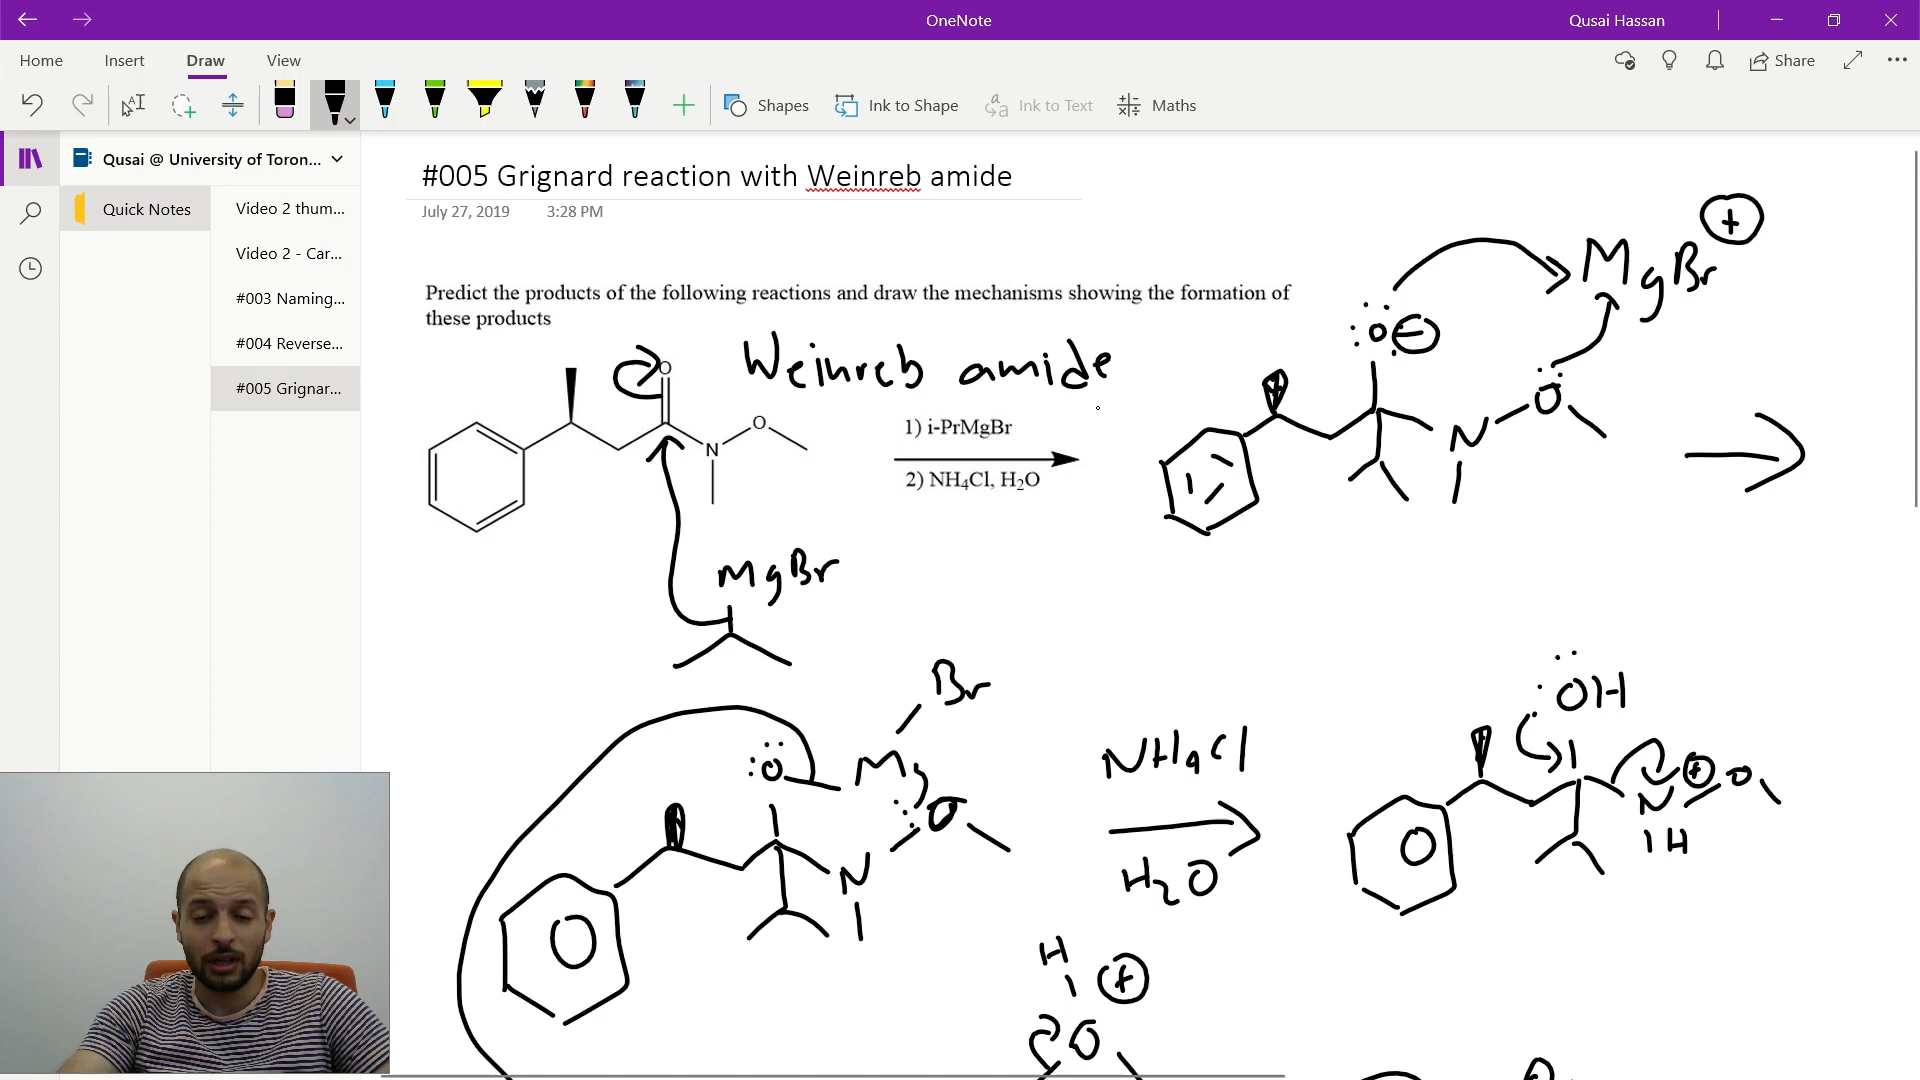 OneNote
Qusai Hassan
Home Insert Draw View
Share
Shapes
Ink to Shape
Ink to Text
Maths
Qusai @ University of Toron...
Quick Notes
Video 2 thum...
Video 2 - Car...
#003 Naming...
#004 Reverse...
#005 Grignar...
#005 Grignard reaction with Weinreb amide
July 27, 2019 3:28 PM
Predict the products of the following reactions and draw the mechanisms showing the formation of
these products
Weinreb amide
O
N
O
1) i-PrMgBr
2) NH4Cl, H2O
MgBr
+
O
N
O
MgBr
Br
O
Mg
O
N
NH4Cl
H2O
OH
N
+
O
H
H
+
O